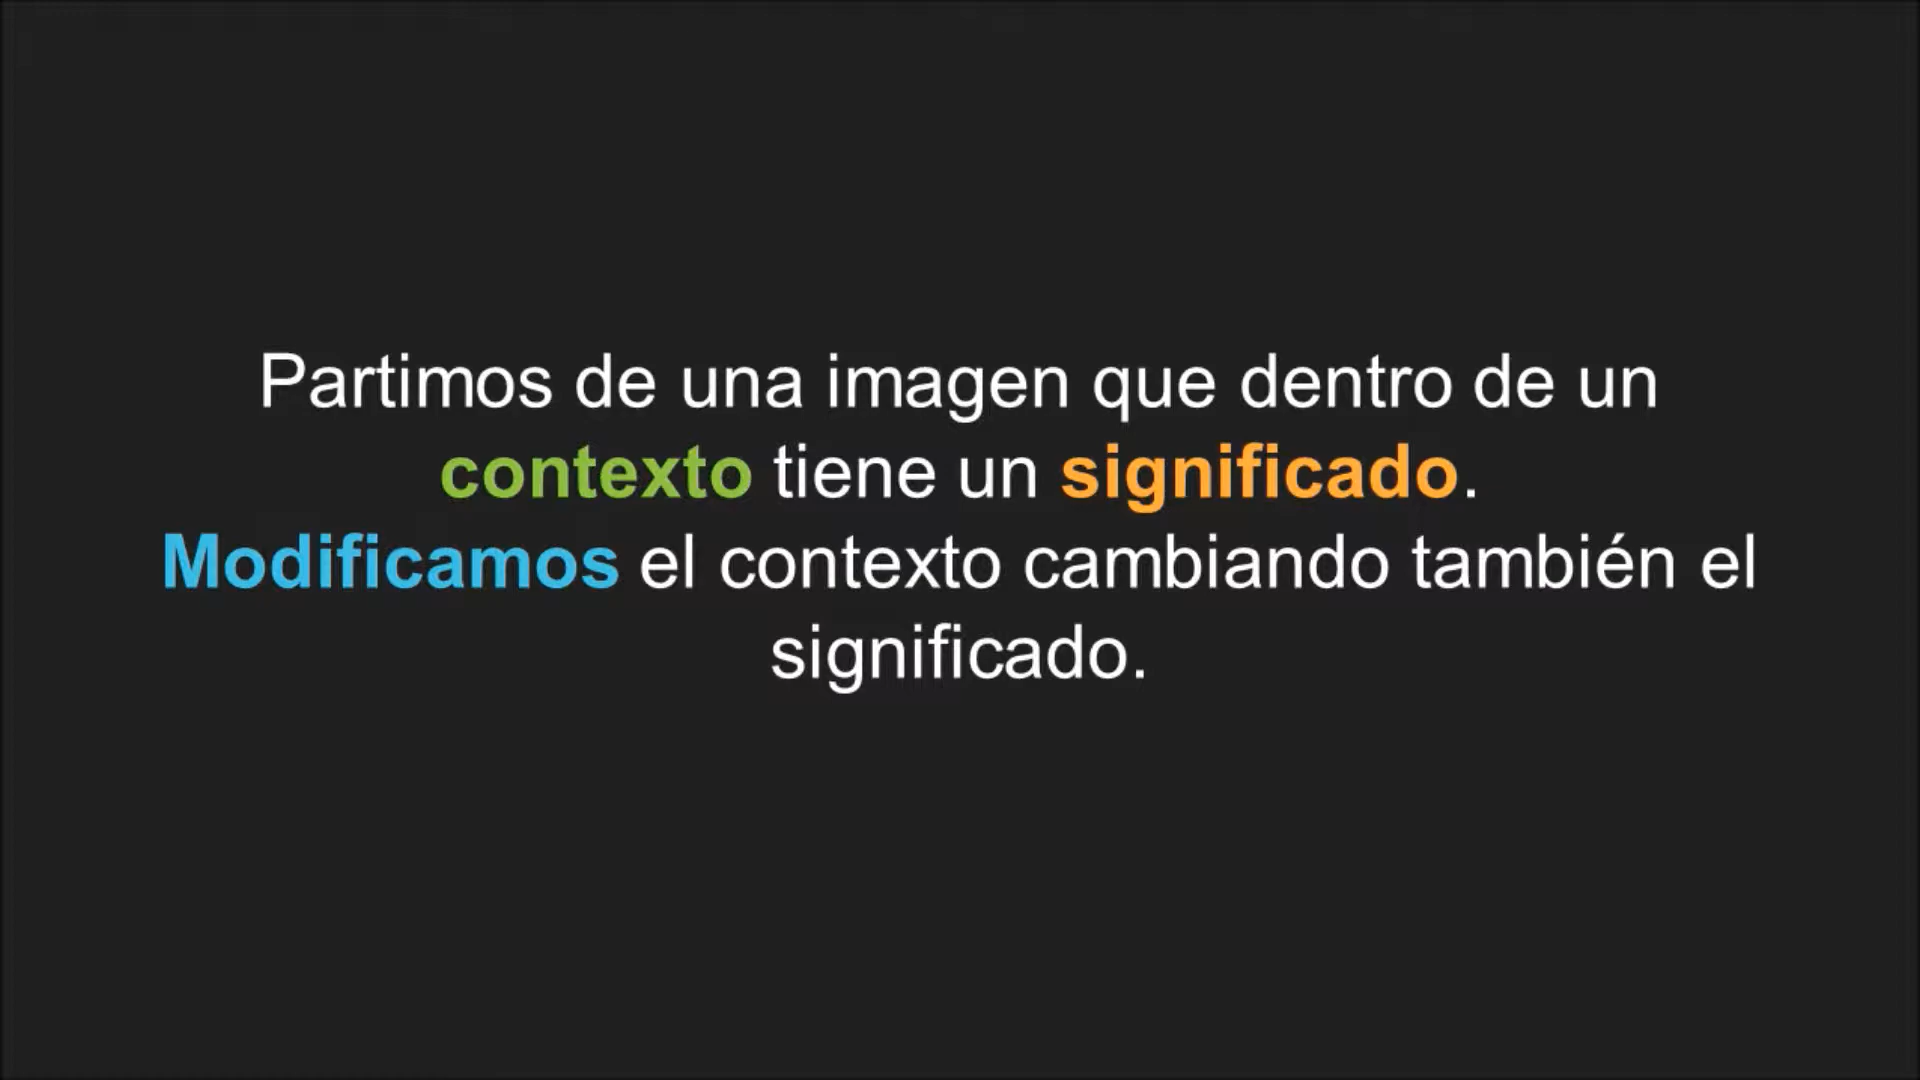 Partimos de una imagen que dentro de un
contexto tiene un significado.
Modificamos el contexto cambiando también el
significado.